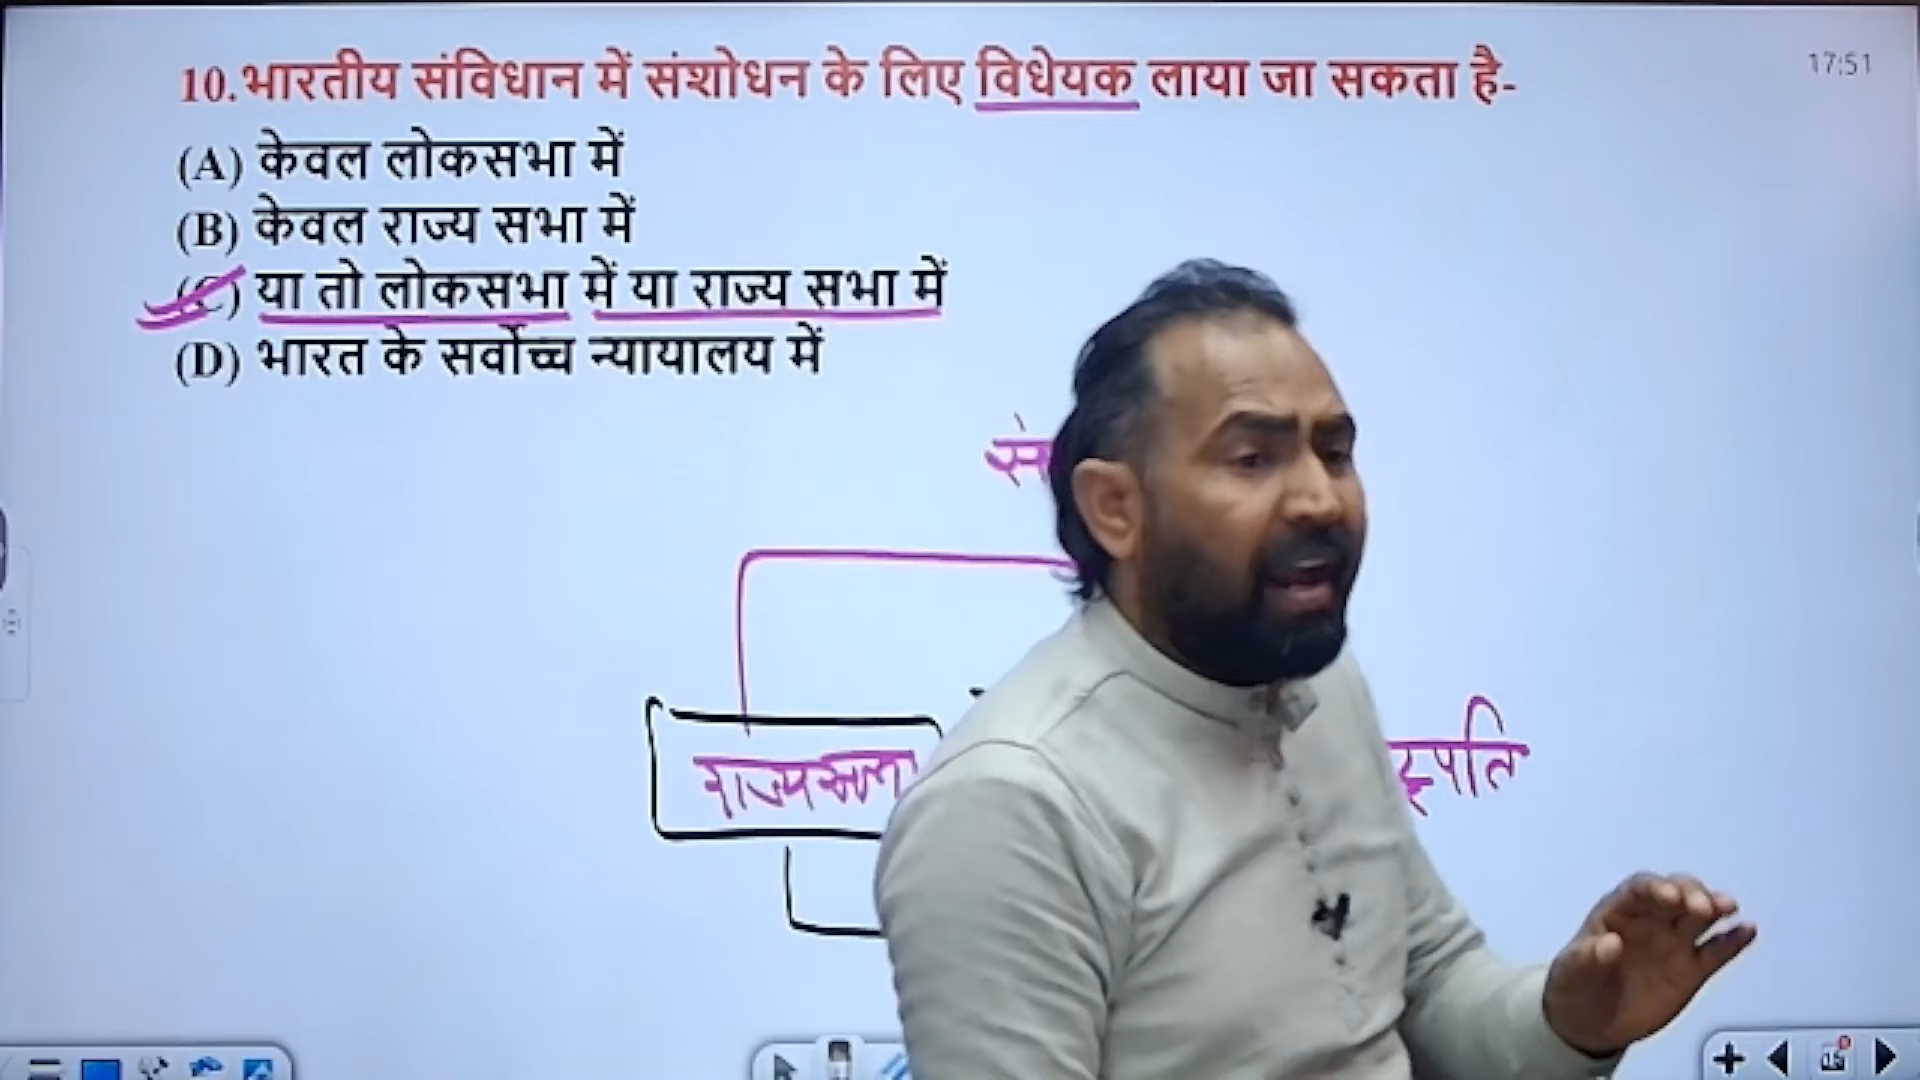 17:51
10.भारतीय संविधान में संशोधन के लिए विधेयक लाया जा सकता है-
(A) केवल लोकसभा में
(B) केवल राज्य सभा में
(C) या तो लोकसभा में या राज्य सभा में
(D) भारत के सर्वोच्च न्यायालय में
राज्यसभा